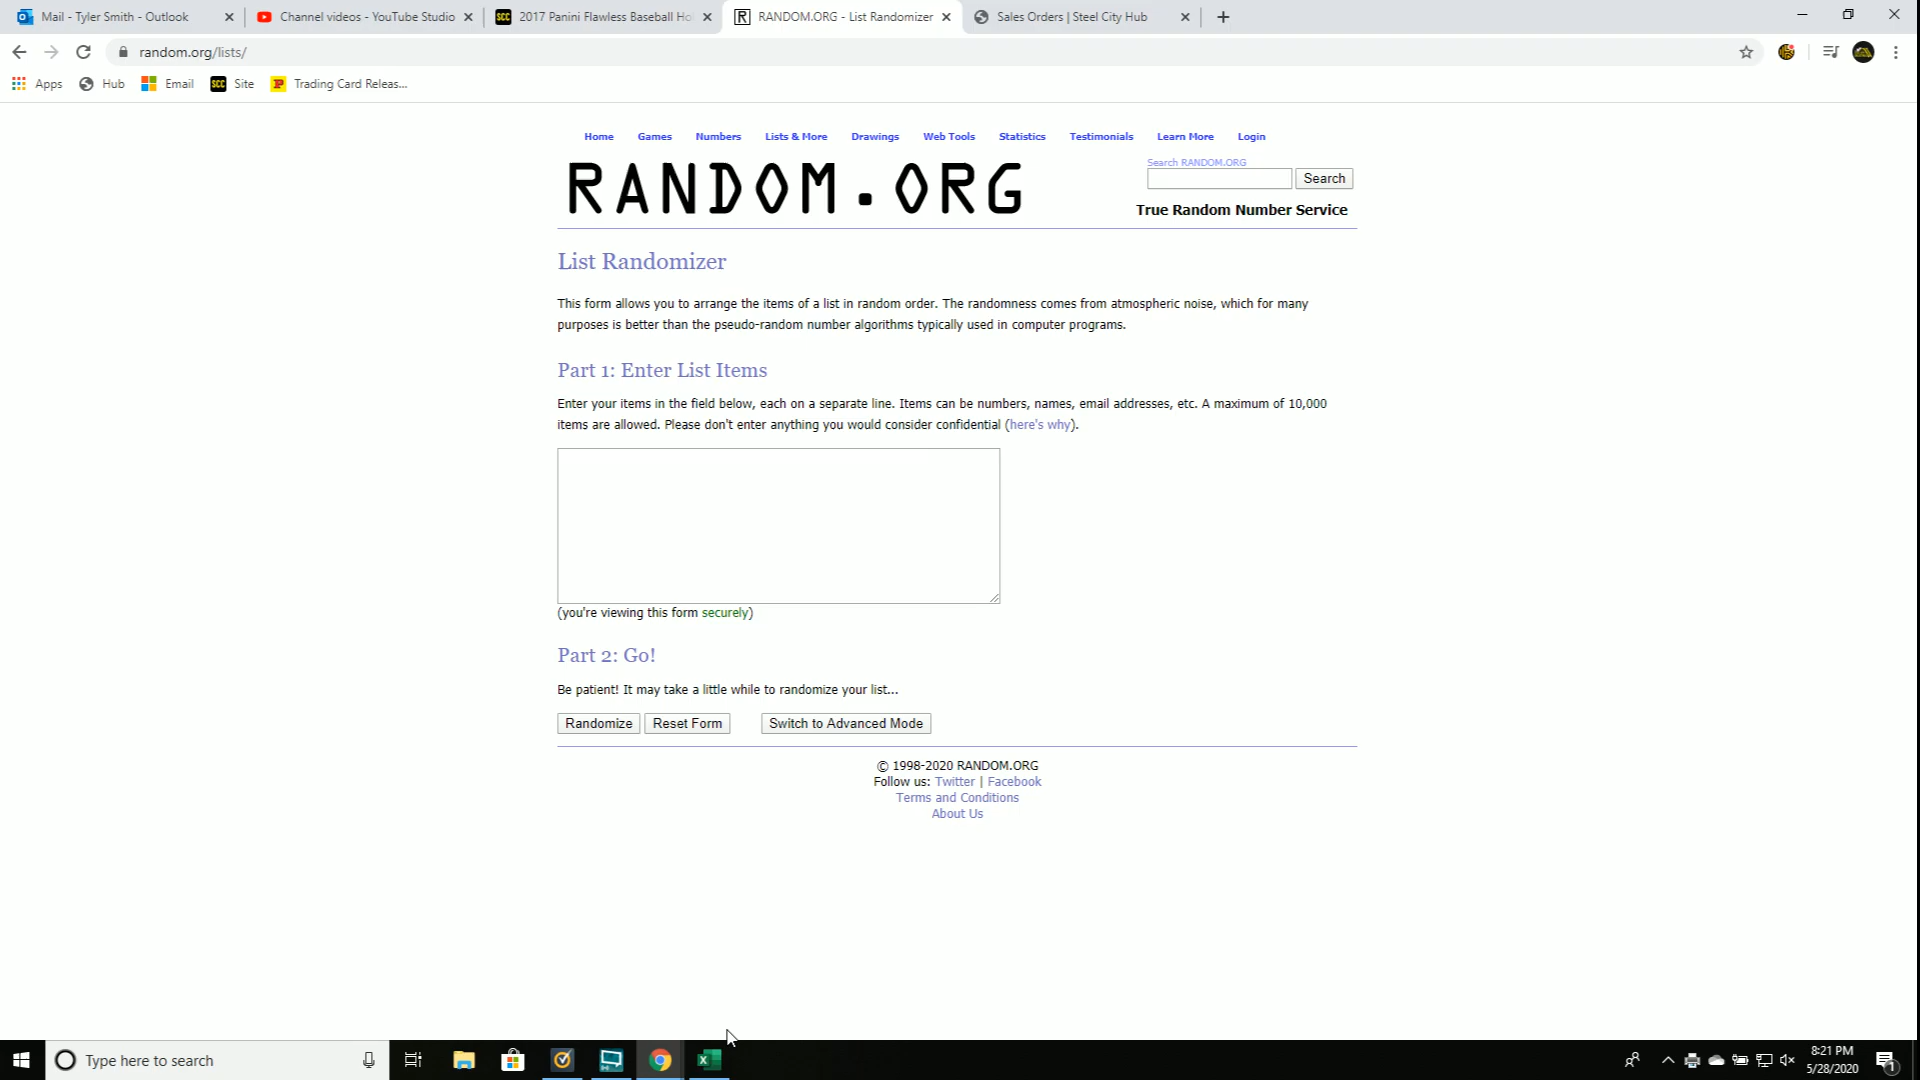 Mail - Tyler Smith - Outlook
Channel videos - YouTube Studio
SCC 2017 Panini Flawless Baseball Ho
R RANDOM.ORG - List Randomizer
Sales Orders | Steel City Hub
random.org/lists/
Apps Hub Email SCC Site Trading Card Releas...
Home Games Numbers Lists & More Drawings Web Tools Statistics Testimonials Learn More Login
RANDOM.ORG
Search RANDOM.ORG
Search
True Random Number Service
List Randomizer
This form allows you to arrange the items of a list in random order. The randomness comes from atmospheric noise, which for many
purposes is better than the pseudo-random number algorithms typically used in computer programs.
Part 1: Enter List Items
Enter your items in the field below, each on a separate line. Items can be numbers, names, email addresses, etc. A maximum of 10,000
items are allowed. Please don't enter anything you would consider confidential (here's why).
(you're viewing this form securely)
Part 2: Go!
Be patient! It may take a little while to randomize your list...
Randomize Reset Form Switch to Advanced Mode
© 1998-2020 RANDOM.ORG
Follow us: Twitter | Facebook
Terms and Conditions
About Us
Type here to search
8:21 PM
5/28/2020
1